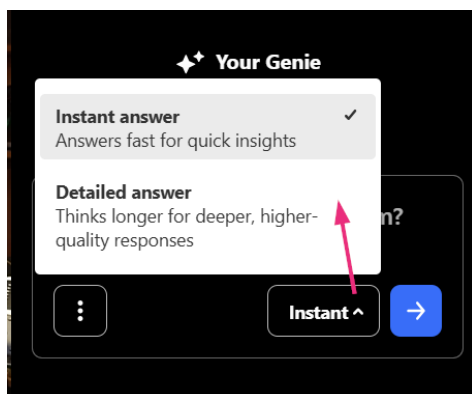 Your Genie
Instant answer
Answers fast for quick insights
Detailed answer
Thinks longer for deeper, higher-
quality responses
?
Instant